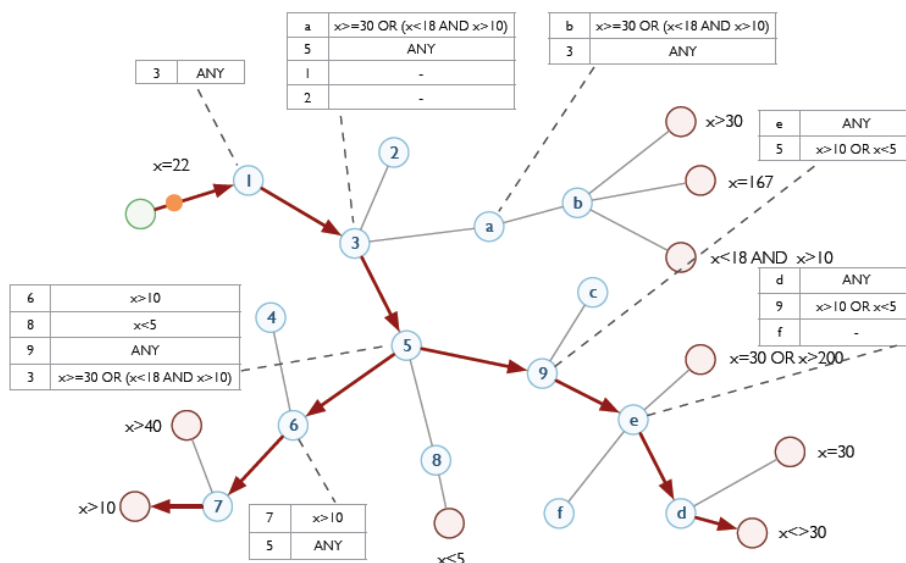 a x>=30 OR (x<18 AND x>10)
5 ANY
1 -
2 -
b x>=30 OR (x<18 AND x>10)
3 ANY
3 ANY
e ANY
5 x>10 OR x<5
x=22
1
2
3
a
b
x>30
x=167
x<18 AND x>10
d ANY
9 x>10 OR x<5
f -
6 x>10
8 x<5
9 ANY
3 x>=30 OR (x<18 AND x>10)
4
5
c
9
x=30 OR x>200
x>40
6
e
8
x=30
x>10
7
f
d
x<>30
7 x>10
5 ANY
x<5